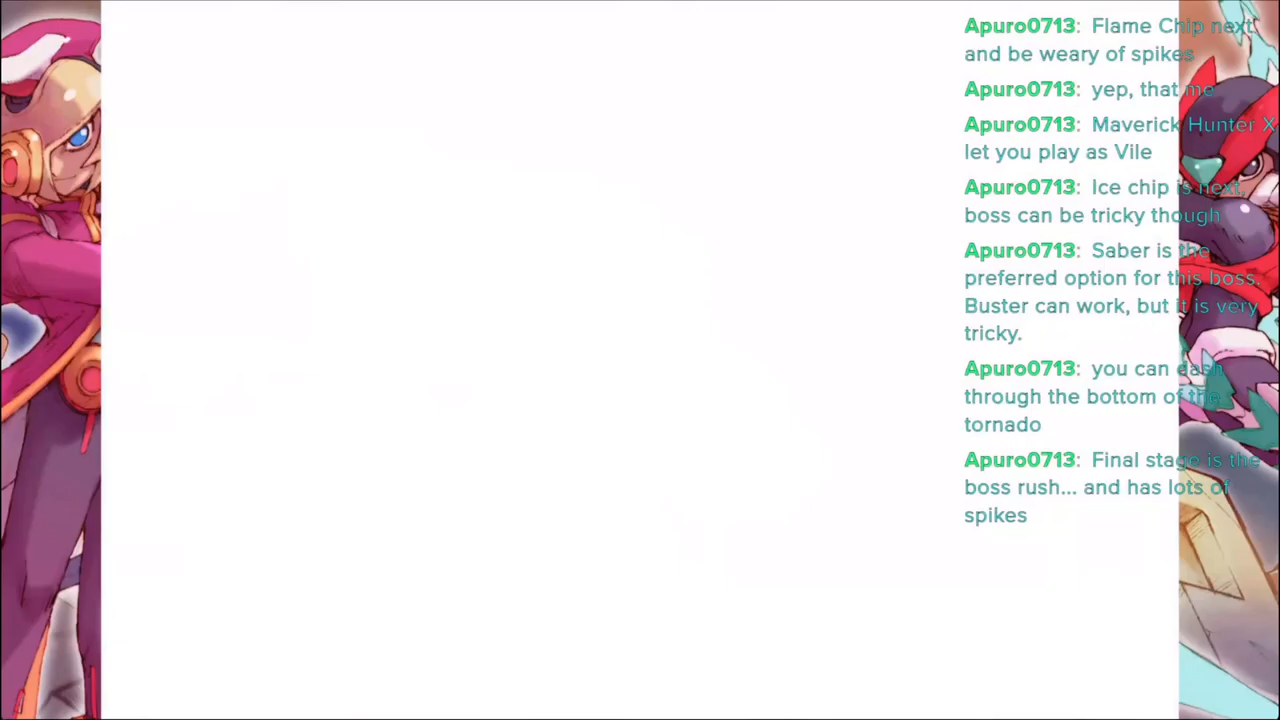 Apuro0713: Flame Chip next,
and be weary of spikes
Apuro0713: yep, that me
Apuro0713: Maverick Hunter X
let you play as Vile
Apuro0713: Ice chip is next,
boss can be tricky though
Apuro0713: Saber is the
preferred option for this boss.
Buster can work, but it is very
tricky.
Apuro0713: you can dash
through the bottom of the
tornado
Apuro0713: Final stage is the
boss rush... and has lots of
spikes